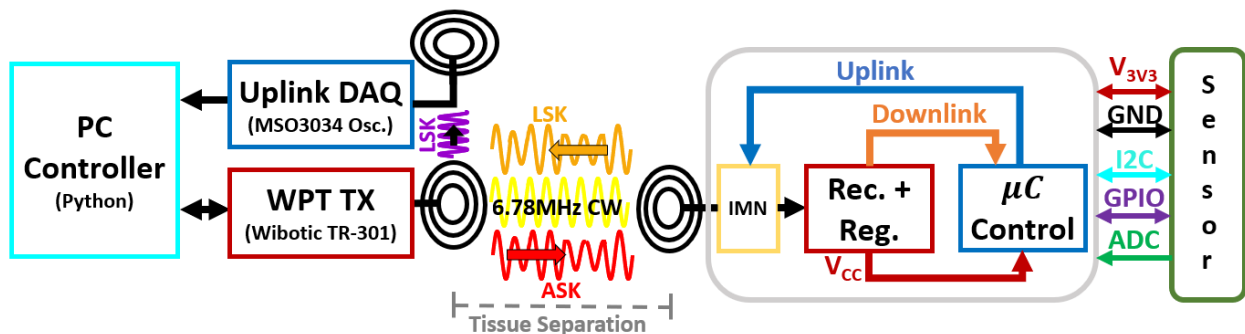 PC
Controller
(Python)
Uplink DAQ
(MSO3034 Osc.)
WPT TX
(Wibotic TR-301)
LSK
LSK
6.78MHz CW
ASK
Tissue Separation
Uplink
Downlink
IMN
Rec. +
Reg.
μC
Control
VCC
V3V3
GND
I2C
GPIO
ADC
S
e
n
s
o
r